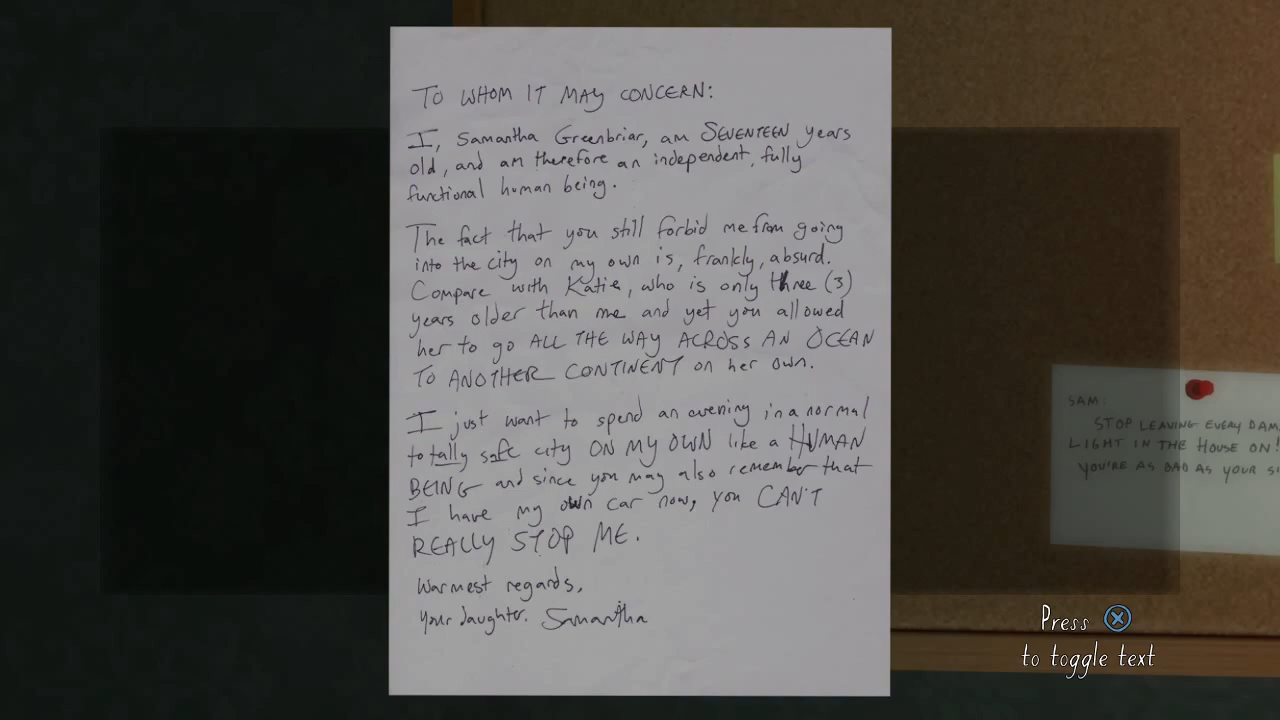 TO WHOM IT MAY CONCERN:
I, Samantha Greenbriar, am SEVENTEEN years
old, and am therefore an independent, fully
functional human being.
The fact that you still forbid me from going
into the city on my own is, frankly, absurd.
Compare with Katie, who is only three (3)
years older than me and yet you allowed
her to go ALL THE WAY ACROSS AN OCEAN
TO ANOTHER CONTINENT on her own.
I just want to spend an evening in a normal
totally safe city ON MY OWN like a HUMAN
BEING and since you may also remember that
I have my own car now, you CAN'T
REALLY STOP ME.
Warmest regards,
Your daughter. Samantha
SAM:
STOP LEAVING EVERY DAM
LIGHT IN THE HOUSE ON!
YOU'RE AS BAD AS YOUR SI
Press
to toggle text